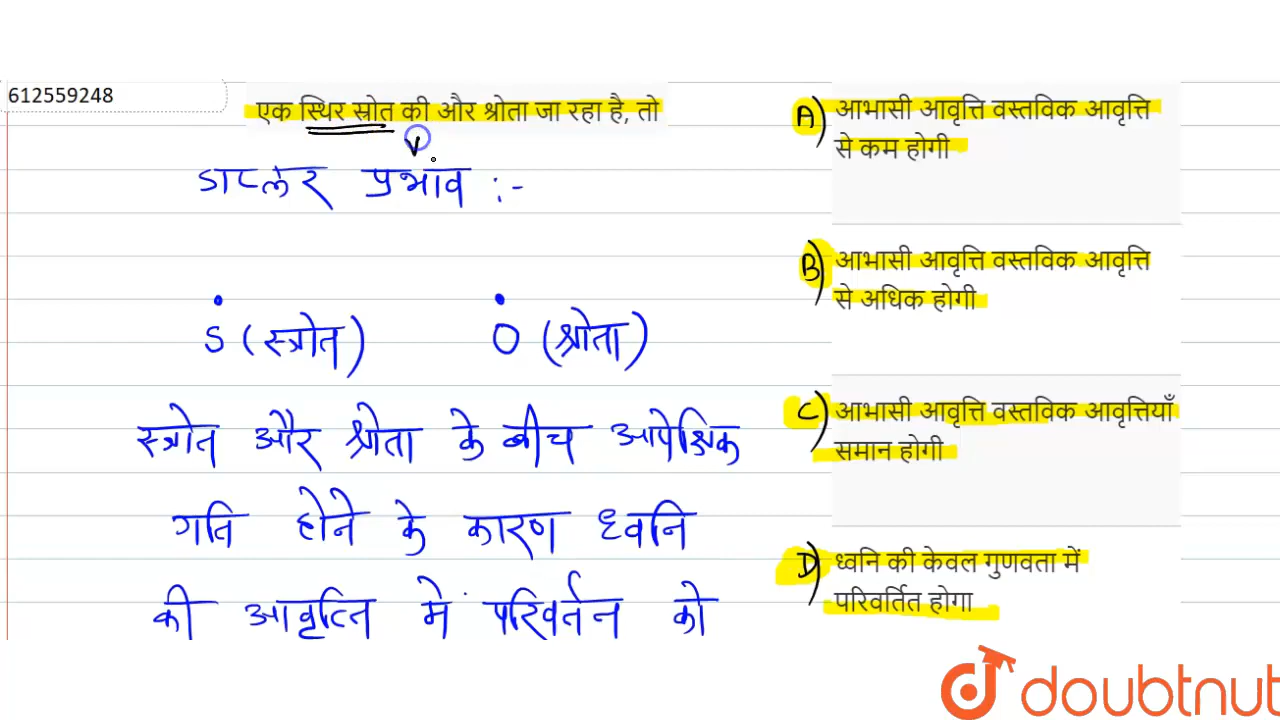 612559248
एक स्थिर स्रोत की और श्रोता जा रहा है, तो
डाप्लर प्रभाव :-
S (स्त्रोत)
O (श्रोता)
स्त्रोत और श्रोता के बीच आपेक्षिक
गति होने के कारण ध्वनि
की आवृत्ति में परिवर्तन को
A) आभासी आवृत्ति वस्तविक आवृत्ति
से कम होगी
B) आभासी आवृत्ति वस्तविक आवृत्ति
से अधिक होगी
C) आभासी आवृत्ति वस्तविक आवृत्तियाँ
समान होगी
D) ध्वनि की केवल गुणवता में
परिवर्तित होगा
doubtnut